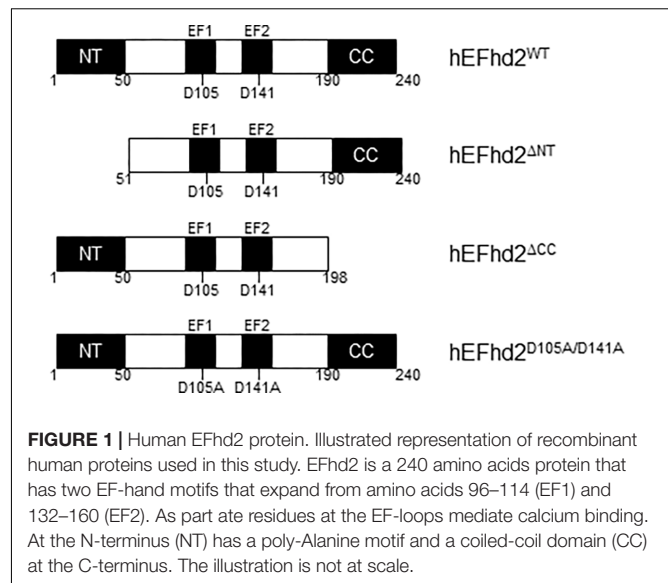 EF1 EF2
NT CC hEFhd2WT
1 50 190 240
D105 D141
EF1 EF2
CC hEFhd2ΔNT
51 190 240
D105 D141
EF1 EF2
NT hEFhd2ΔCC
1 50 198
D105 D141
EF1 EF2
NT CC hEFhd2D105A/D141A
1 50 190 240
D105A D141A
FIGURE 1 | Human EFhd2 protein. Illustrated representation of recombinant
human proteins used in this study. EFhd2 is a 240 amino acids protein that
has two EF-hand motifs that expand from amino acids 96–114 (EF1) and
132–160 (EF2). As part ate residues at the EF-loops mediate calcium binding.
At the N-terminus (NT) has a poly-Alanine motif and a coiled-coil domain (CC)
at the C-terminus. The illustration is not at scale.